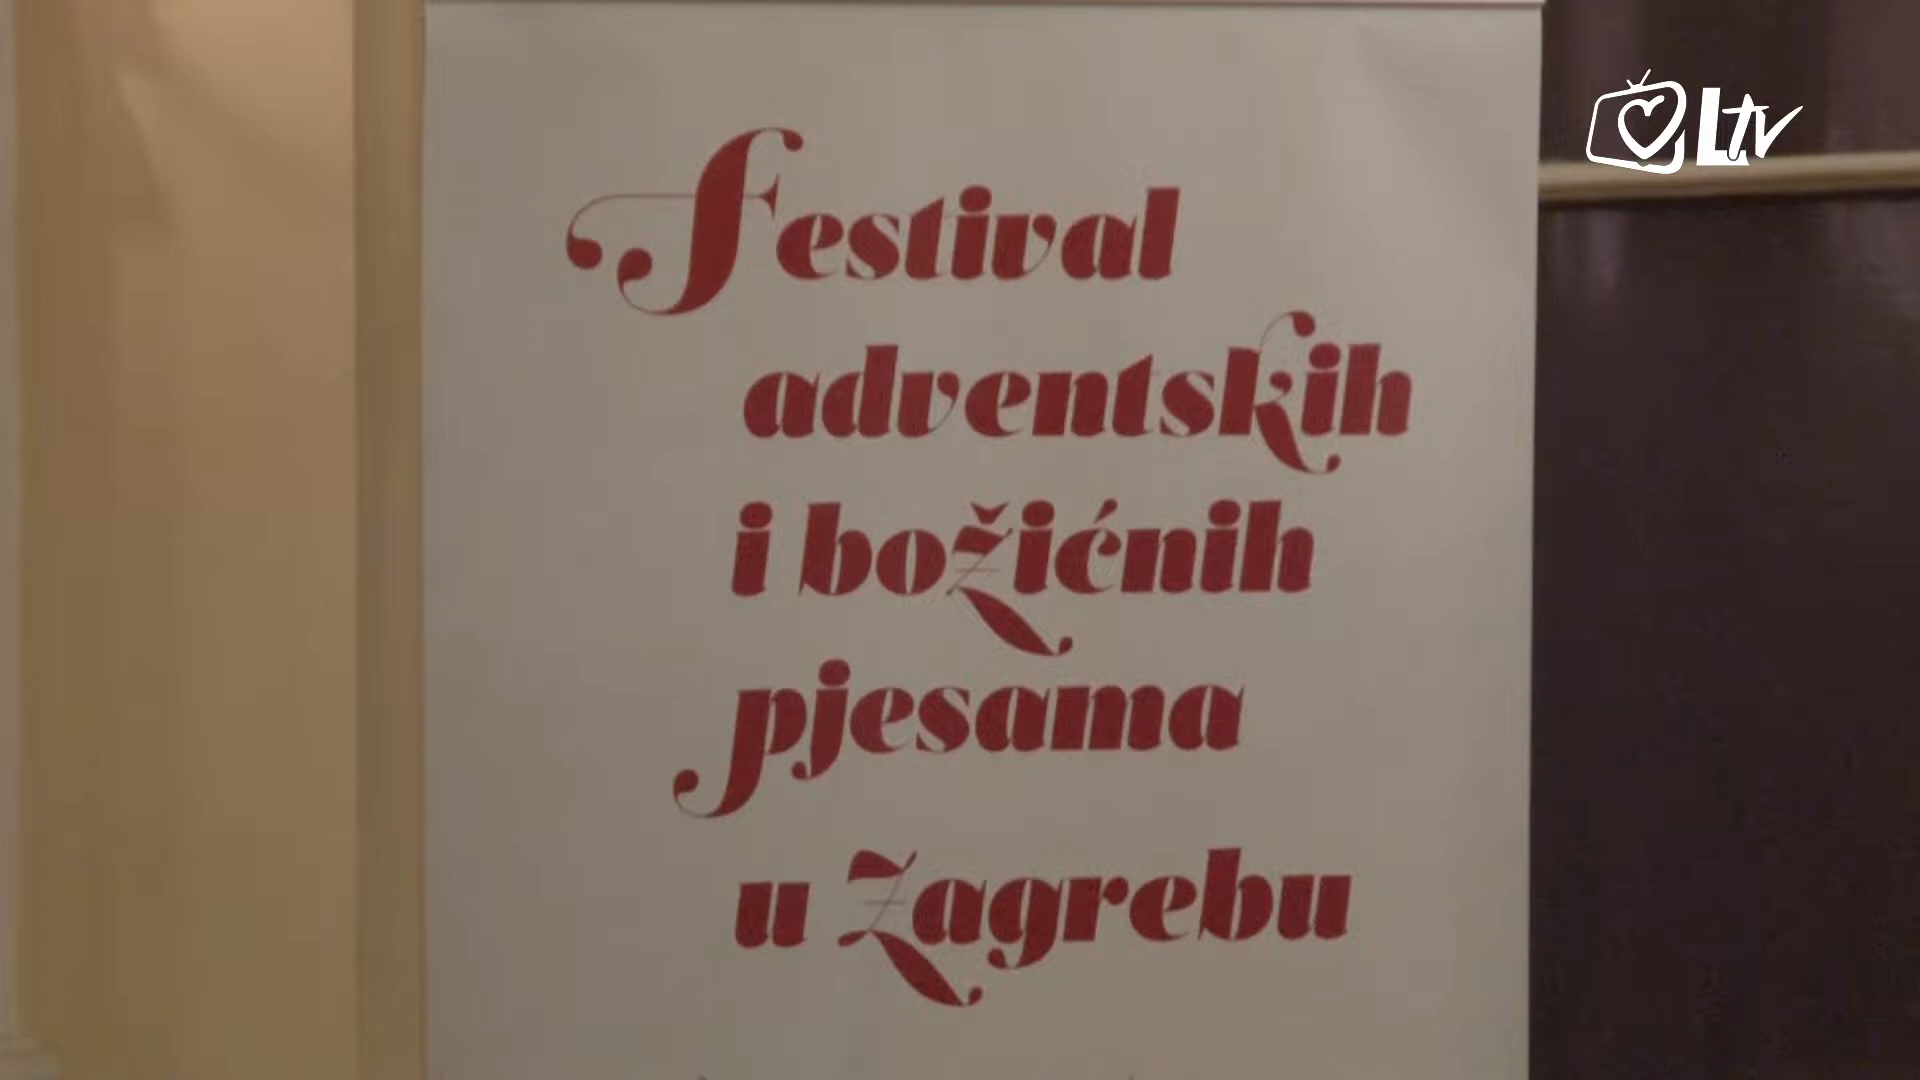 Festival
adventskih
i božićnih
pjesama
u Zagrebu
LTV